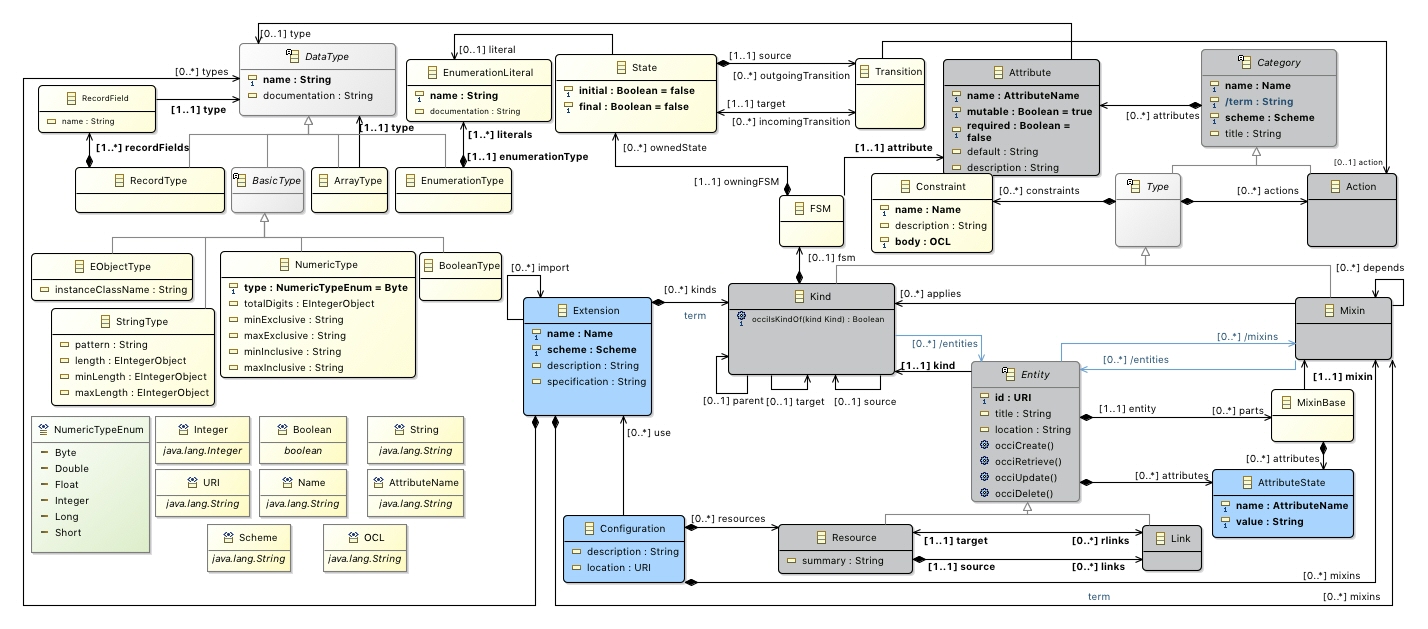 [0..1] type
DataType
name : String
documentation : String
[0..*] types
[1..1] type
[1..1] type
RecordField
name : String
[1..*] recordFields
RecordType
BasicType
ArrayType
EnumerationType
[0..1] literal
EnumerationLiteral
name : String
documentation : String
[1..*] literals
[1..1] enumerationType
State
initial : Boolean = false
final : Boolean = false
[1..1] source
[0..*] outgoingTransition
[1..1] target
[0..*] incomingTransition
Transition
[0..*] ownedState
[1..1] owningFSM
FSM
[0..1] fsm
[1..1] attribute
Attribute
name : AttributeName
mutable : Boolean = true
required : Boolean =
false
default : String
description : String
[0..*] attributes
Category
name : Name
/term : String
scheme : Scheme
title : String
[0..1] action
Constraint
name : Name
description : String
body : OCL
[0..*] constraints
Type
[0..*] actions
Action
EObjectType
instanceClassName : String
StringType
pattern : String
length : EIntegerObject
minLength : EIntegerObject
maxLength : EIntegerObject
NumericType
type : NumericTypeEnum = Byte
totalDigits : EIntegerObject
minExclusive : EIntegerObject
maxExclusive : EIntegerObject
minInclusive : EIntegerObject
maxInclusive : EIntegerObject
BooleanType
[0..*] import
Extension
name : Name
scheme : Scheme
description : String
specification : String
[0..*] kinds
term
Kind
occiIsKindOf(kind Kind) : Boolean
[0..1] parent
[0..1] target
[0..1] source
[0..*] applies
[0..*] depends
Mixin
[0..*] /entities
[0..*] /mixins
[0..*] /entities
[1..1] kind
[1..1] mixin
Entity
id : URI
title : String
location : String
occiCreate()
occiRetrieve()
occiUpdate()
occiDelete()
[1..1] entity
[0..*] parts
MixinBase
[0..*] attributes
[0..*] attributes
AttributeState
name : AttributeName
value : String
NumericTypeEnum
Byte
Double
Float
Integer
Long
Short
Integer
java.lang.Integer
Boolean
boolean
String
java.lang.String
URI
java.lang.String
Name
java.lang.String
AttributeName
java.lang.String
Scheme
java.lang.String
OCL
java.lang.String
[0..*] use
Configuration
description : String
location : URI
[0..*] resources
Resource
summary : String
[1..1] target
[0..*] rlinks
[1..1] source
[0..*] links
Link
[0..*] mixins
term
[0..*] mixins